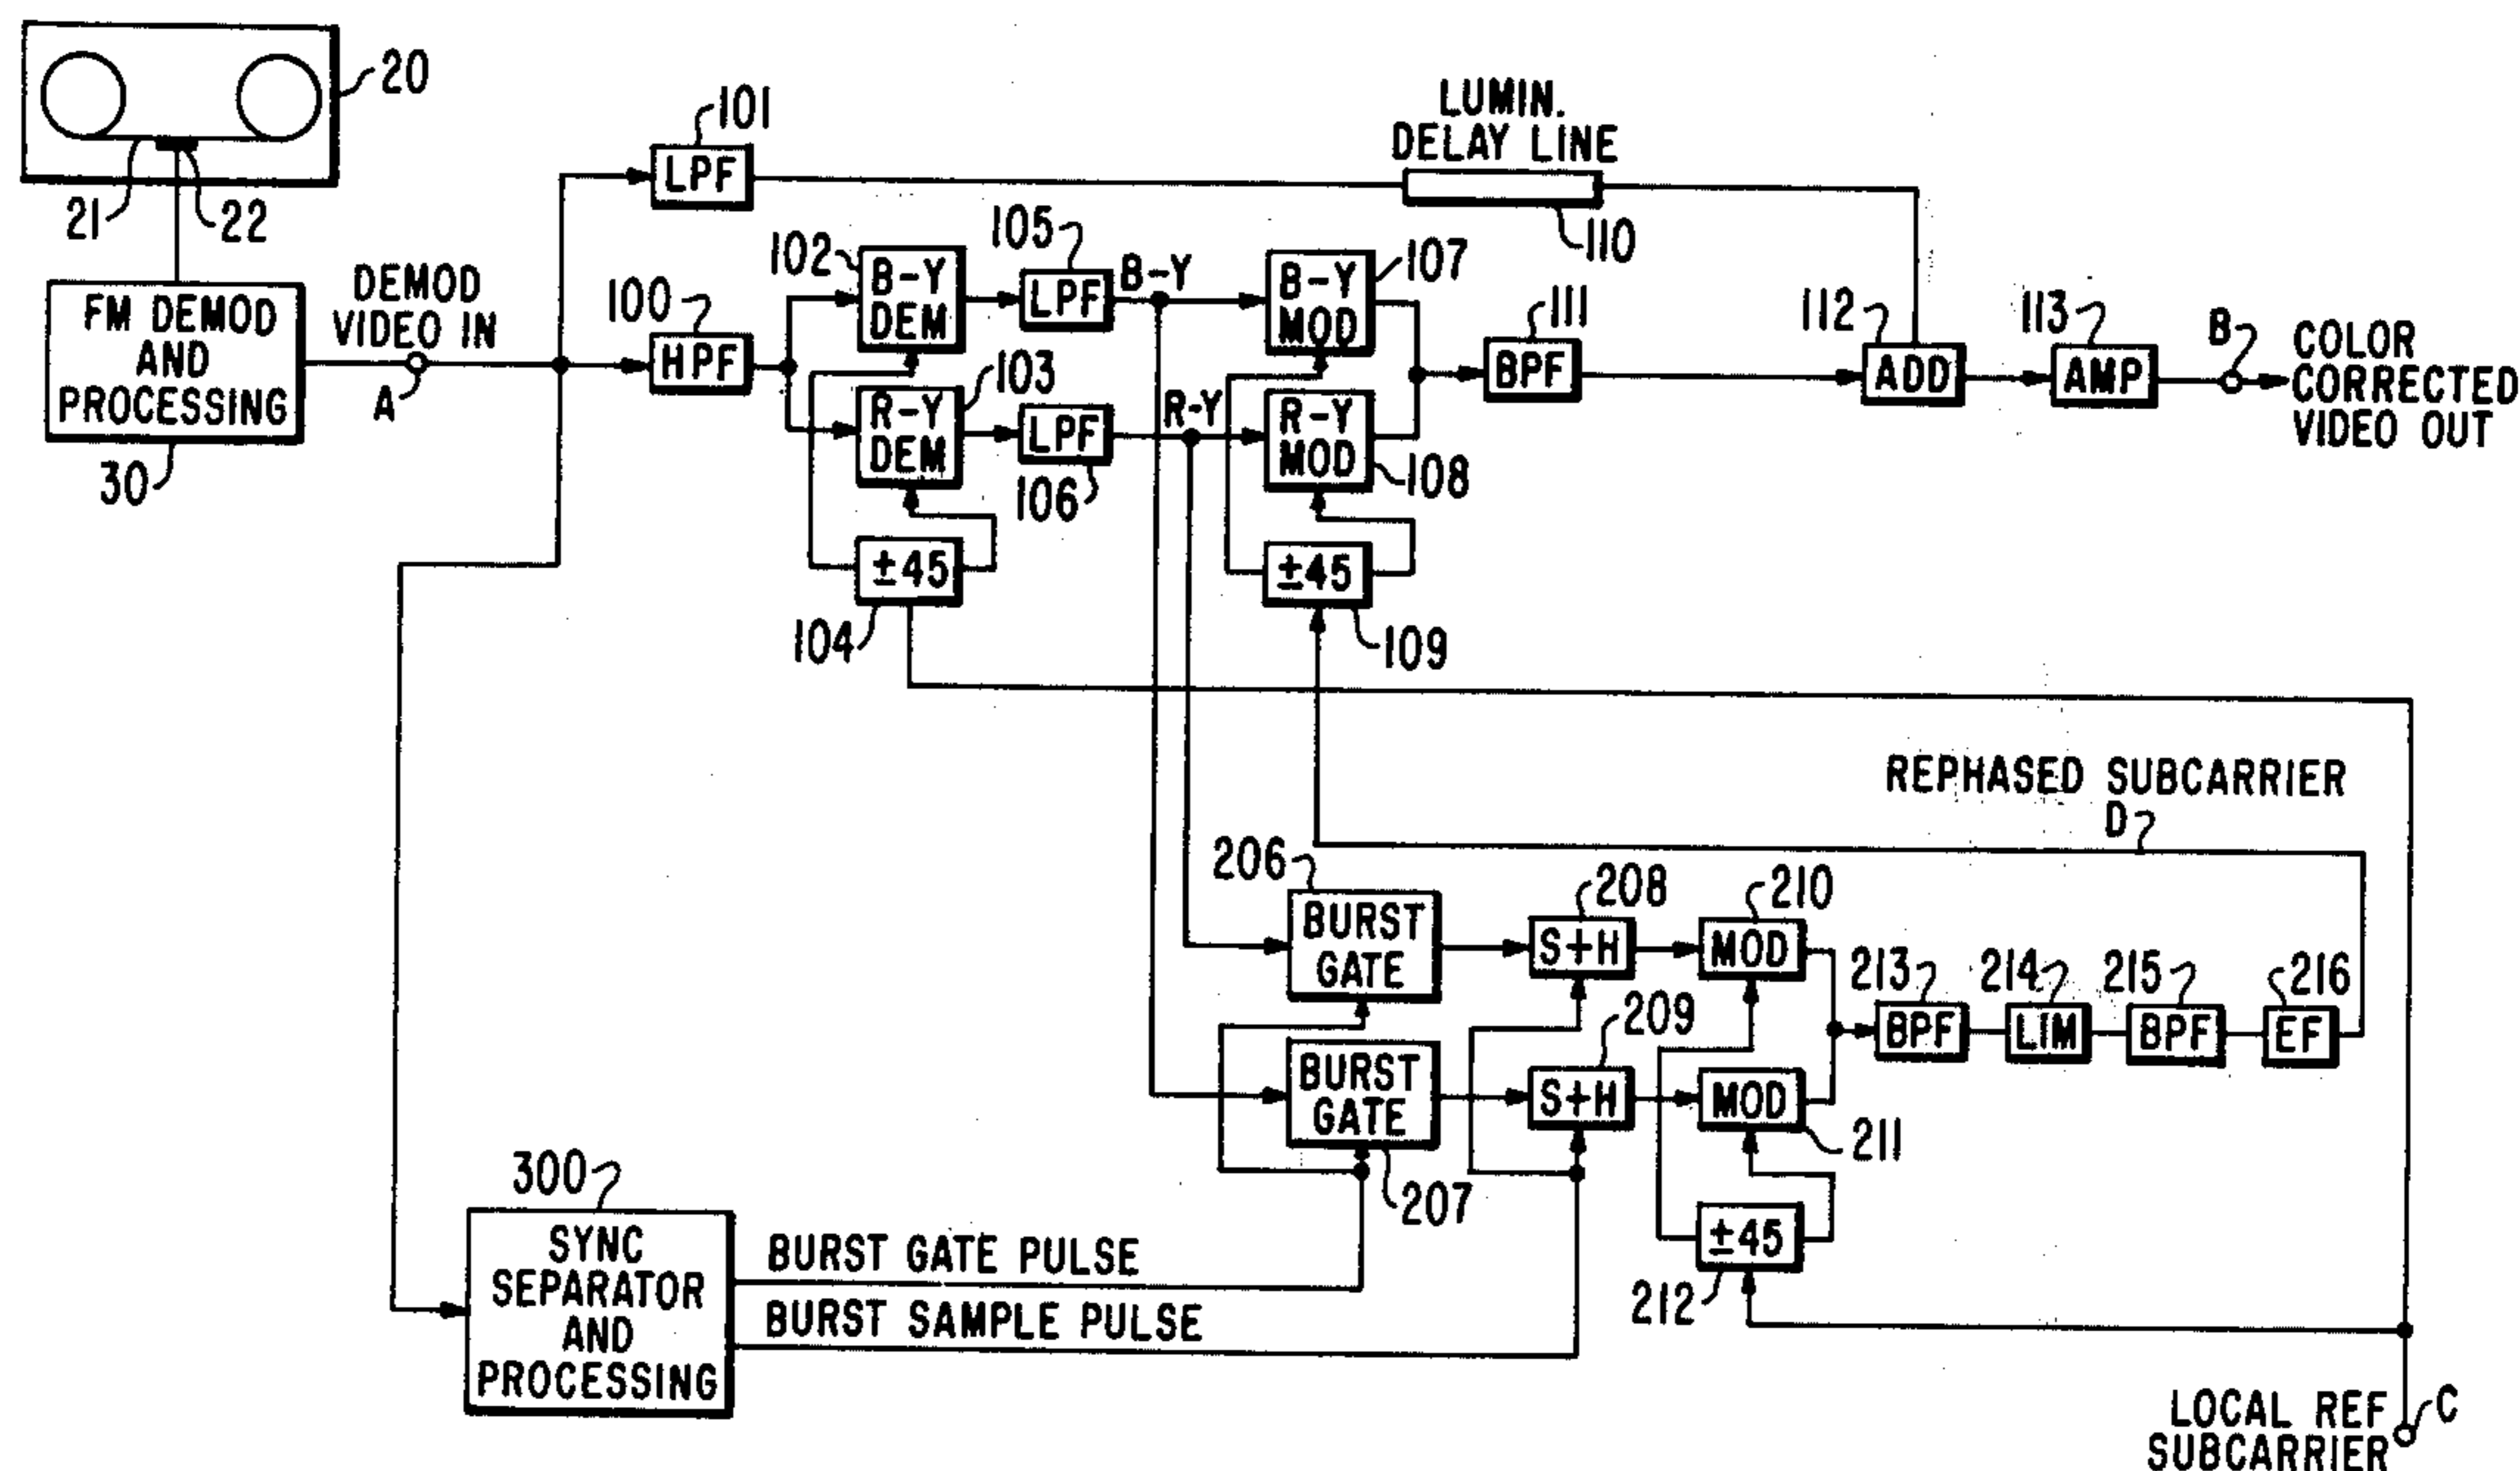 20
21
22
FM DEMOD
AND
PROCESSING
30
DEMOD
VIDEO IN
A
101
LPF
LUMIN.
DELAY LINE
110
100
HPF
102
B-Y
DEM
103
R-Y
DEM
105
LPF
B-Y
106
LPF
R-Y
107
B-Y
MOD
108
R-Y
MOD
111
BPF
112
ADD
113
AMP
B
COLOR
CORRECTED
VIDEO OUT
±45
104
±45
109
REPHASED SUBCARRIER
D
206
BURST
GATE
208
S+H
210
MOD
213
BPF
214
LIM
215
BPF
216
EF
BURST
GATE
207
209
S+H
MOD
211
±45
212
300
SYNC
SEPARATOR
AND
PROCESSING
BURST GATE PULSE
BURST SAMPLE PULSE
LOCAL REF
SUBCARRIER
C